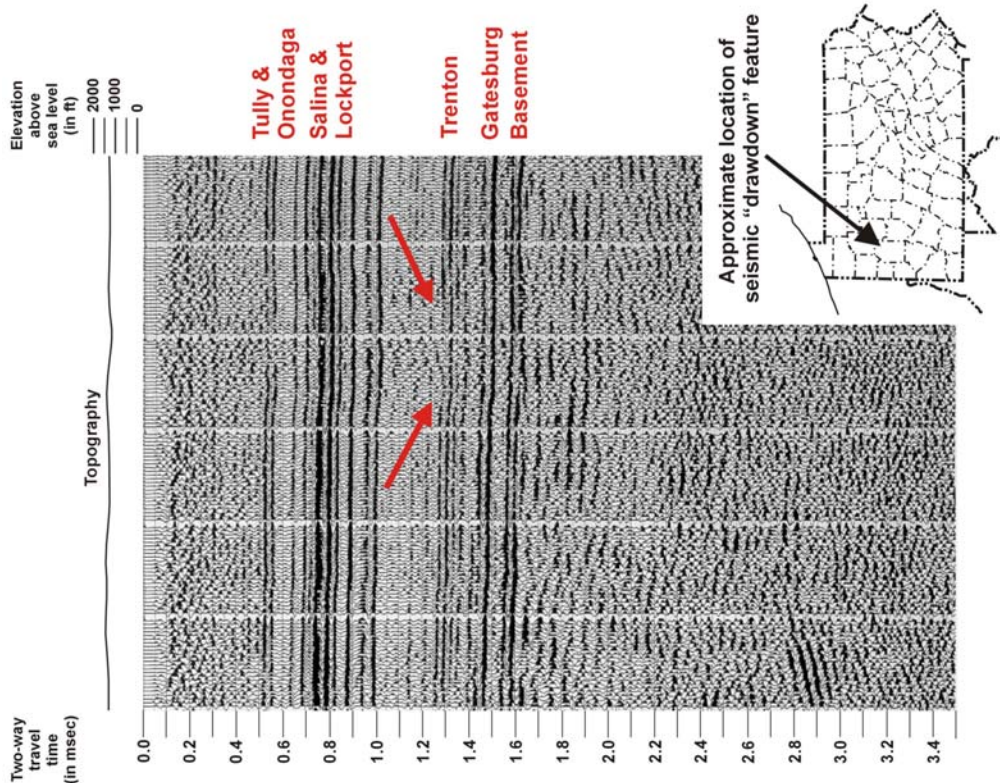 Elevation
above
sea level
(in ft)
2000
1000
0
Topography
Two-way
travel
time
(in msec)
0.0
0.2
0.4
0.6
0.8
1.0
1.2
1.4
1.6
1.8
2.0
2.2
2.4
2.6
2.8
3.0
3.2
3.4
Tully &
Onondaga
Salina &
Lockport
Trenton
Gatesburg
Basement
Approximate location of
seismic “drawdown” feature